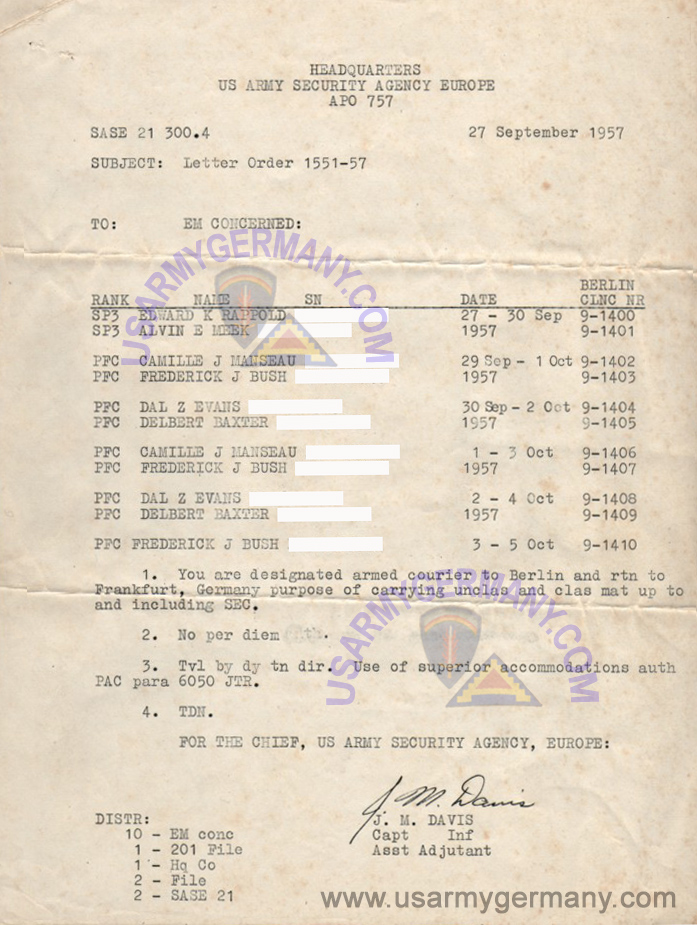 HEADQUARTERS
US ARMY SECURITY AGENCY EUROPE
APO 757
SASE 21 300.4 27 September 1957
SUBJECT: Letter Order 1551-57
TO: EM CONCERNED:
USARMYGERMANY.COM
BERLIN
RANK NAME SN DATE CLNC NR
SP3 EDWARD K RAPPOLD 27 - 30 Sep 9-1400
SP3 ALVIN E MEEK 1957 9-1401
PFC CAMILLE J MANSEAU 29 Sep - 1 Oct 9-1402
PFC FREDERICK J BUSH 1957 9-1403
PFC DAL Z EVANS 30 Sep - 2 Oct 9-1404
PFC DELBERT BAXTER 1957 9-1405
PFC CAMILLE J MANSEAU 1 - 3 Oct 9-1406
PFC FREDERICK J BUSH 1957 9-1407
PFC DAL Z EVANS 2 - 4 Oct 9-1408
PFC DELBERT BAXTER 1957 9-1409
PFC FREDERICK J BUSH 3 - 5 Oct 9-1410
1. You are designated armed courier to Berlin and rtn to
Frankfurt, Germany purpose of carrying unclas and clas mat up to
and including SEC.
USARMYGERMANY.COM
2. No per diem
3. Tvl by dy tn dir. Use of superior accommodations auth
PAC para 6050 JTR.
4. TDN.
FOR THE CHIEF, US ARMY SECURITY AGENCY, EUROPE:
J. M. Davis
DISTR: J. M. DAVIS
10 - EM conc Capt Inf
1 - 201 File Asst Adjutant
1 - Hq Co
2 - File
2 - SASE 21
www.usarmygermany.com